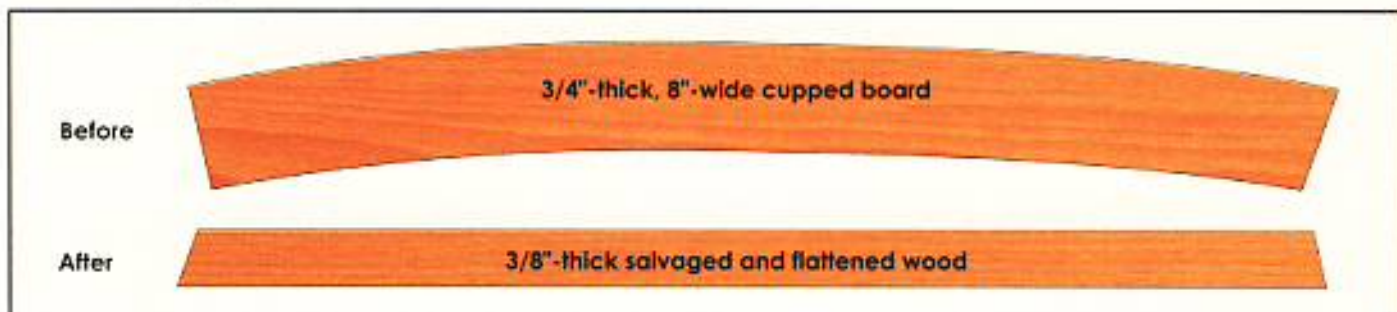 Before
3/4"-thick, 8"-wide cupped board
After
3/8"-thick salvaged and flattened wood